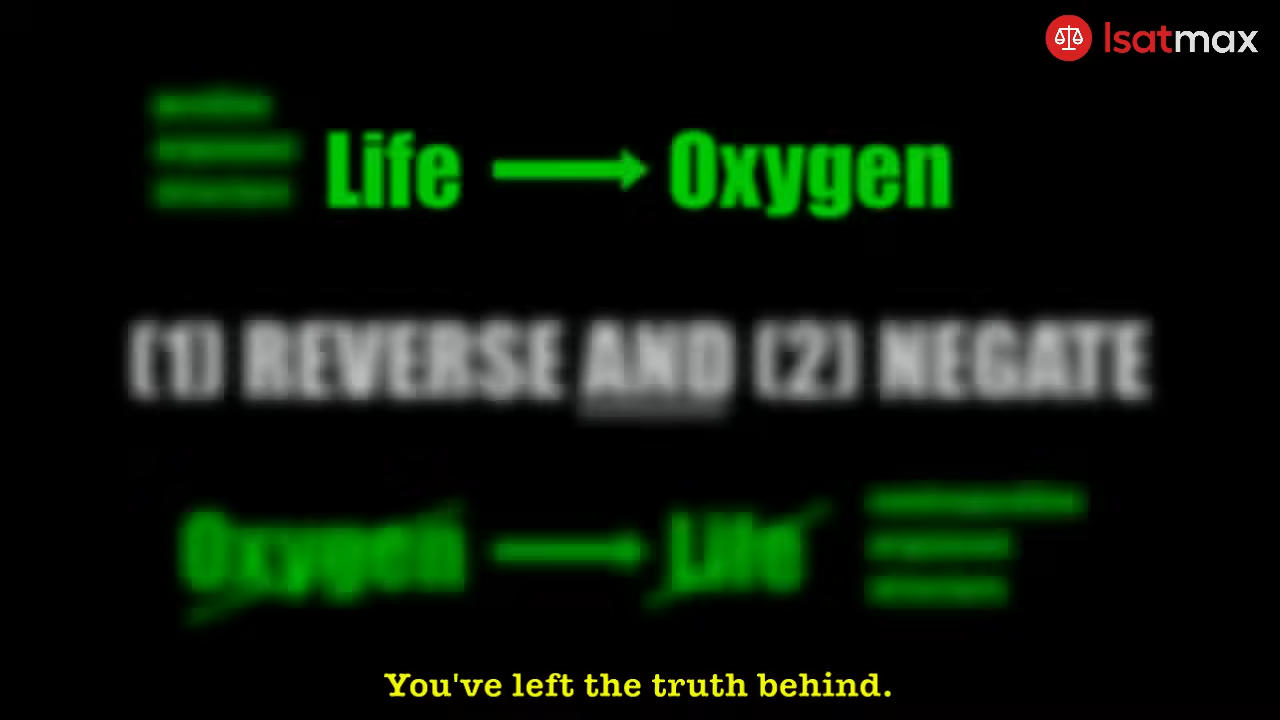 lsatmax
Life → Oxygen
(1) REVERSE AND (2) NEGATE
Oxygen → Life
You've left the truth behind.